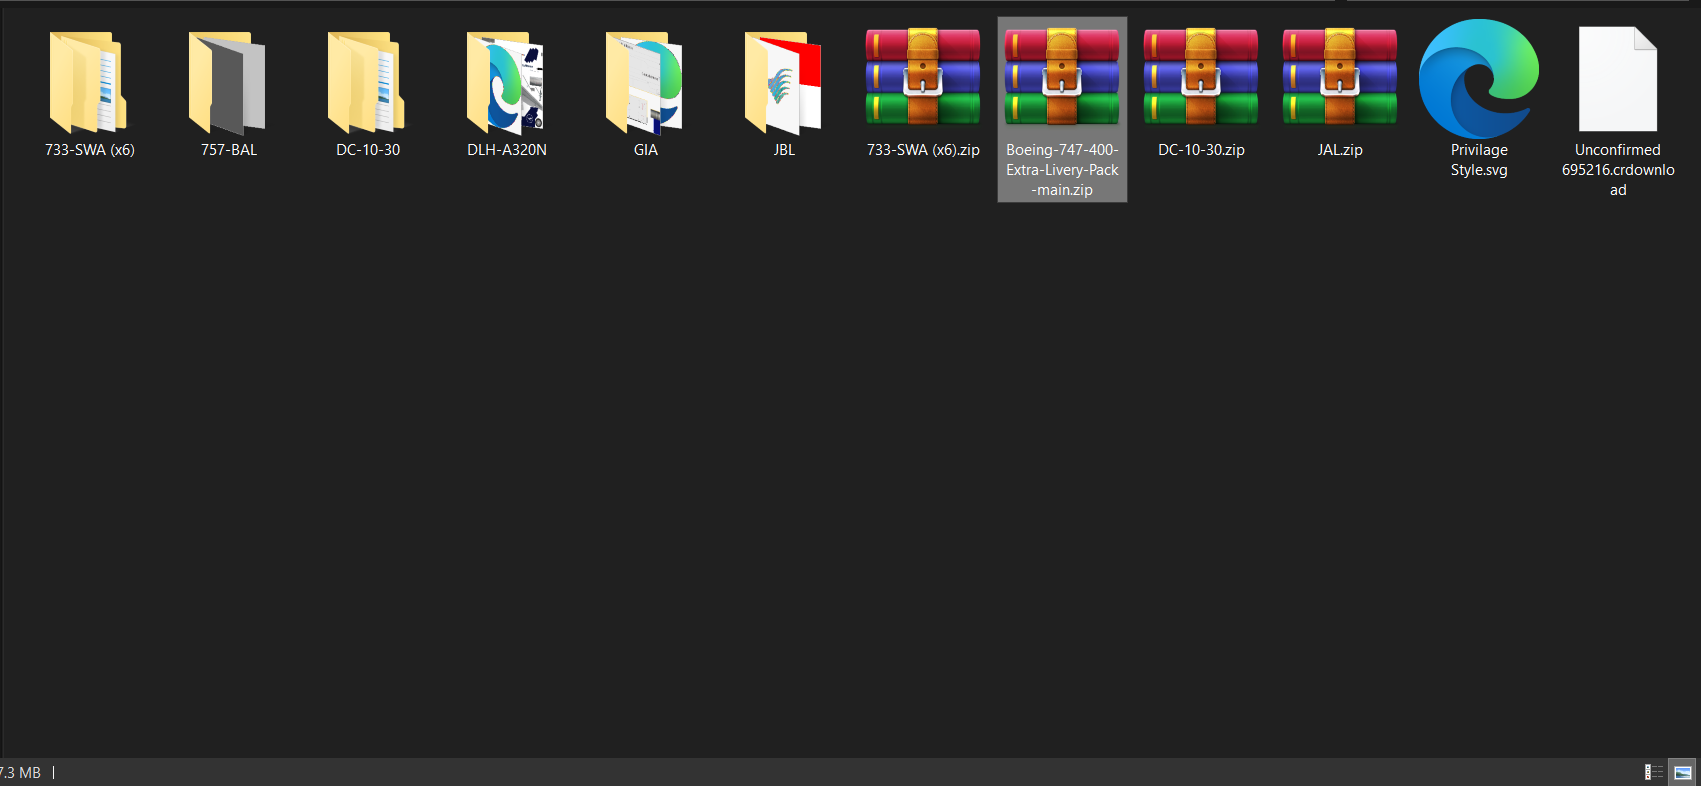 733-SWA (x6)
757-BAL
DC-10-30
DLH-A320N
GIA
JBL
733-SWA (x6).zip
Boeing-747-400-
Extra-Livery-Pack
-main.zip
DC-10-30.zip
JAL.zip
Privilage
Style.svg
Unconfirmed
695216.crdownlo
ad
7.3 MB